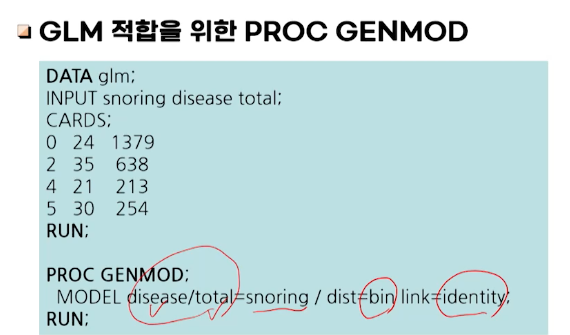 GLM 적합을 위한 PROC GENMOD
DATA glm;
INPUT snoring disease total;
CARDS;
0 24 1379
2 35 638
4 21 213
5 30 254
RUN;
PROC GENMOD;
MODEL disease/total=snoring / dist=bin link=identity;
RUN;